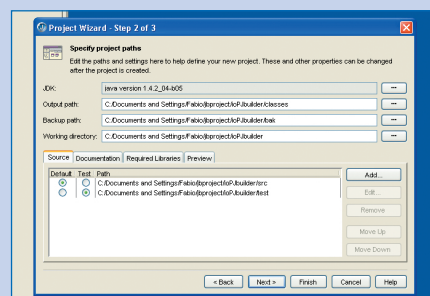 Project Wizard - Step 2 of 3
Specify project paths
Edit the paths and settings here to help define your new project. These and other properties can be changed
after the project is created.
JDK: java version 1.4.2_04-b05 ...
Output path: C:/Documents and Settings/Fabio/jbproject/IoPJbuilder/classes ...
Backup path: C:/Documents and Settings/Fabio/jbproject/IoPJbuilder/bak ...
Working directory: C:/Documents and Settings/Fabio/jbproject/IoPJbuilder ...
Source Documentation Required Libraries Preview
Default Test Path
C:/Documents and Settings/Fabio/jbproject/IoPJbuilder/src
C:/Documents and Settings/Fabio/jbproject/IoPJbuilder/test
Add...
Edit...
Remove
Move Up
Move Down
< Back Next > Finish Cancel Help